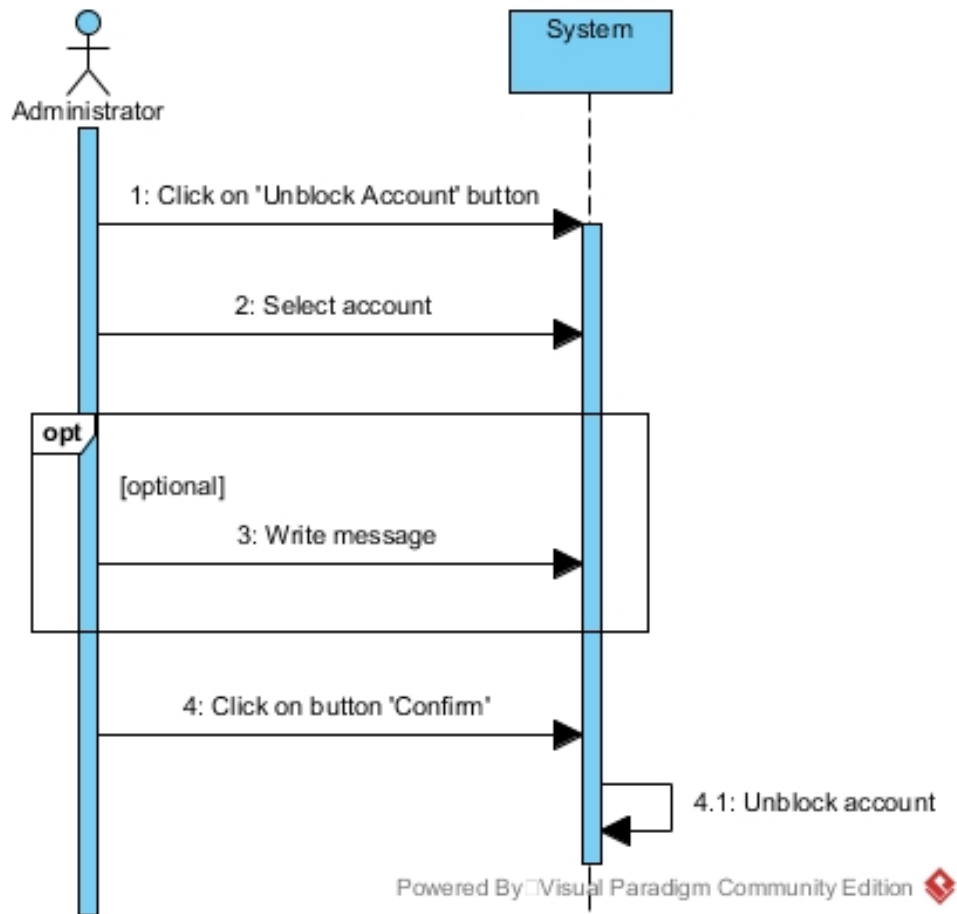 System
Administrator
1: Click on 'Unblock Account' button
2: Select account
opt
[optional]
3: Write message
4: Click on button 'Confirm'
4.1: Unblock account
Powered By Visual Paradigm Community Edition